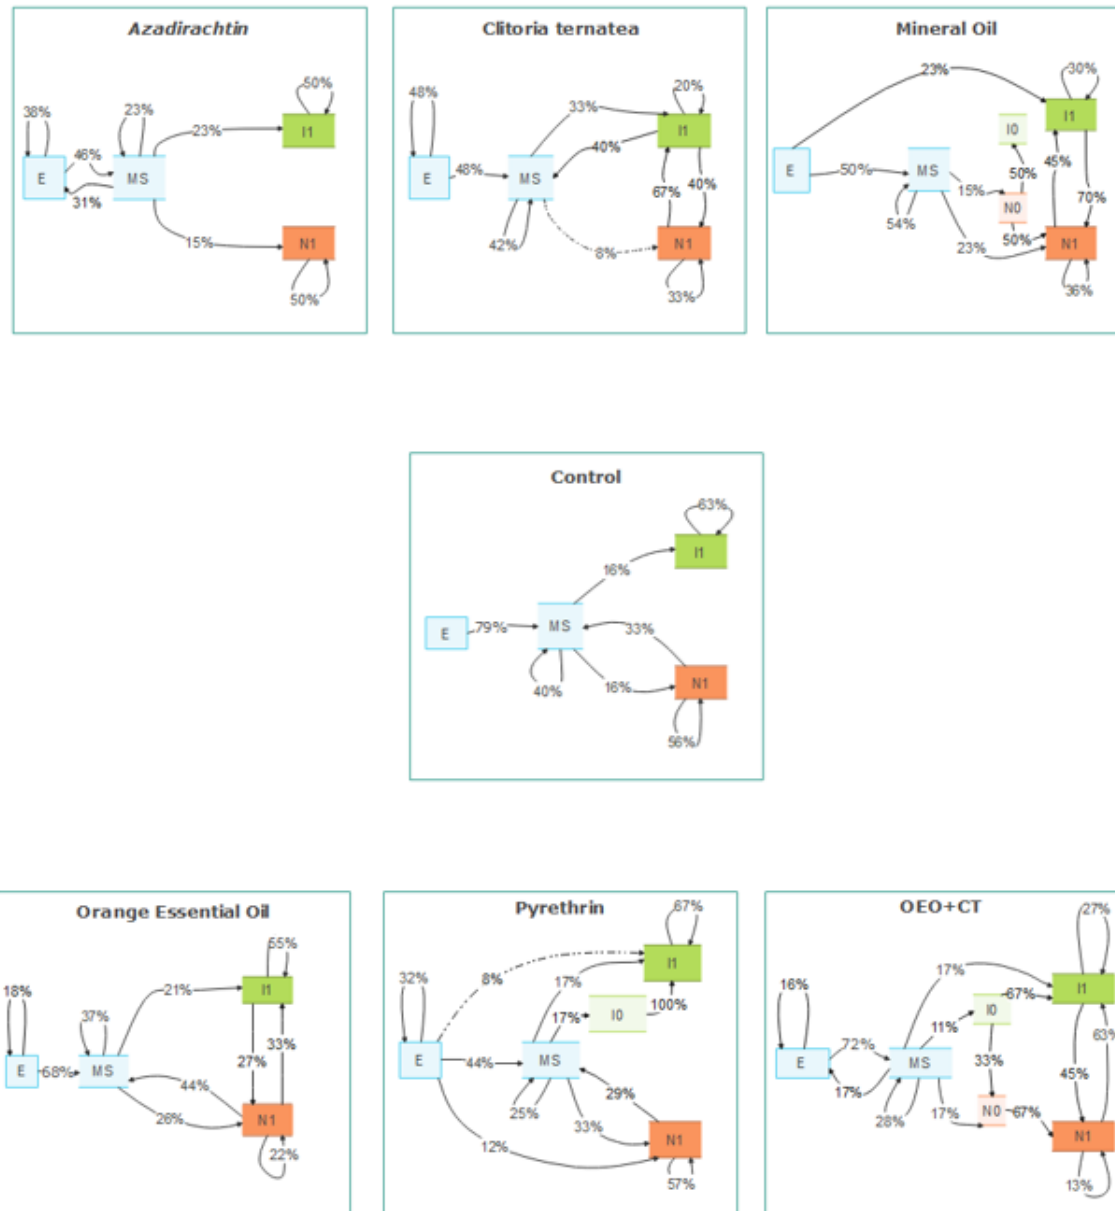 Azadirachtin
50%
38%
23%
23%
I1
46%
E
MS
31%
15%
N1
50%
Clitoria ternatea
48%
33%
20%
I1
40%
E
48%
MS
67%
40%
42%
8%
N1
33%
Mineral Oil
23%
30%
I1
I0
E
50%
MS
50%
45%
15%
N0
70%
54%
50%
23%
N1
36%
Control
63%
I1
16%
E
79%
MS
33%
40%
16%
N1
56%
Orange Essential Oil
55%
18%
37%
21%
I1
27%
33%
E
68%
MS
44%
26%
N1
22%
Pyrethrin
67%
32%
8%
17%
I1
17%
I0
100%
E
44%
MS
25%
29%
33%
12%
N1
57%
OEO+CT
27%
16%
17%
I1
67%
11%
I0
72%
E
MS
33%
63%
17%
45%
28%
17%
N0
67%
N1
13%